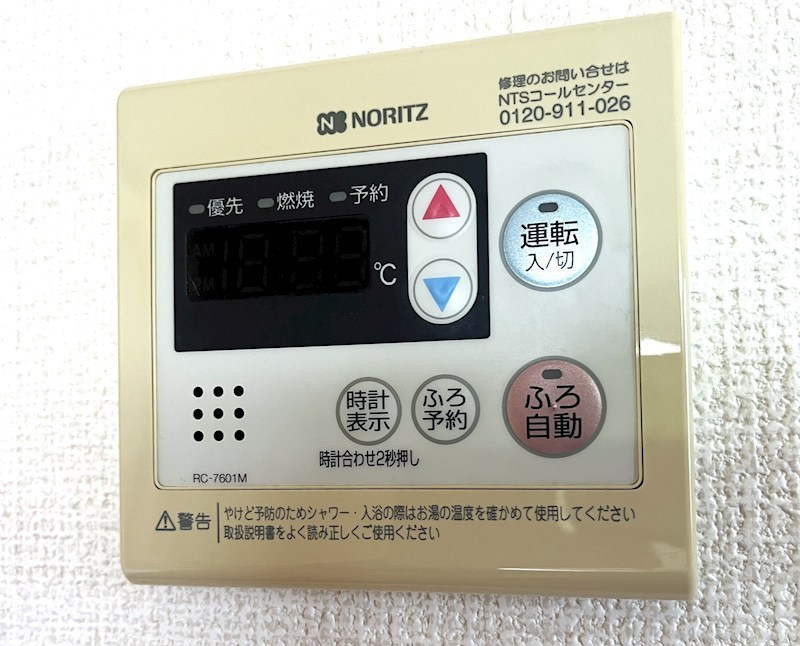 修理のお問い合せは
NTSコールセンター
0120-911-026
NORITZ
優先 燃焼 予約
AM
PM
℃
運転
入/切
時計
表示
ふろ
予約
ふろ
自動
時計合わせ2秒押し
RC-7601M
警告
やけど予防のためシャワー・入浴の際はお湯の温度を確かめて使用してください
取扱説明書をよく読み正しくご使用ください